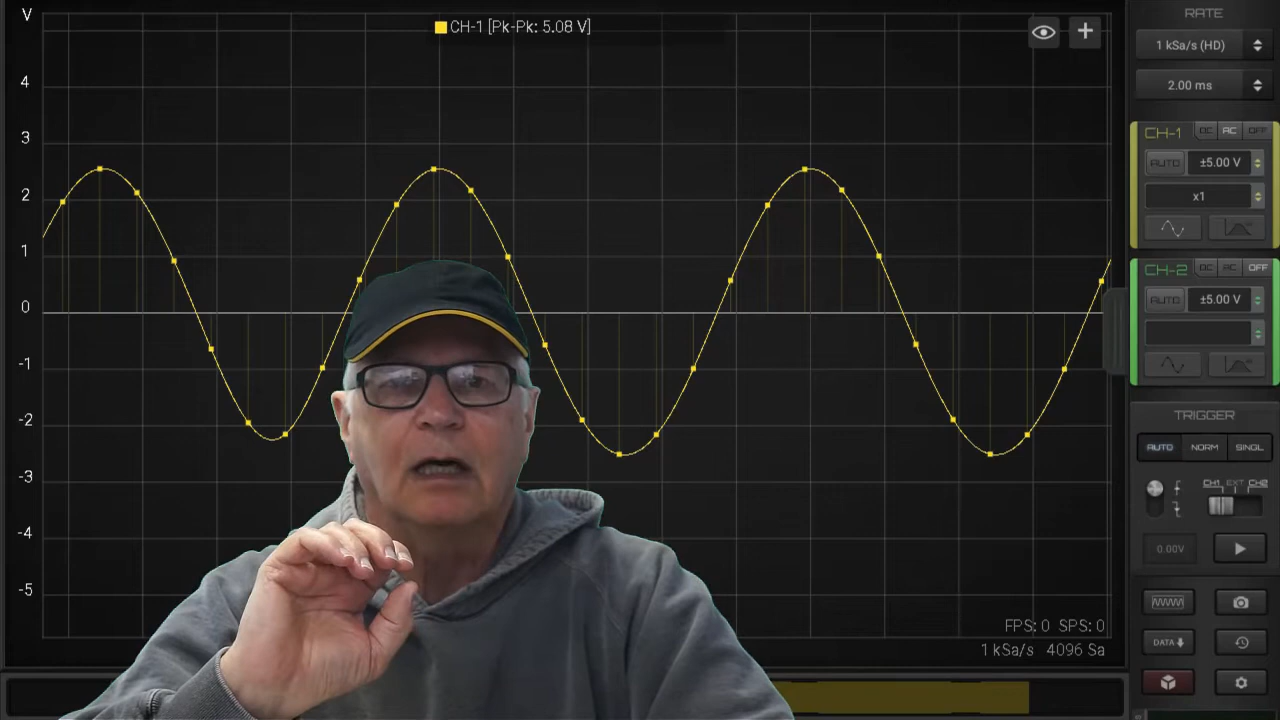 V
CH-1 [Pk-Pk: 5.08 V]
4
3
2
1
0
-1
-2
-3
-4
-5
FPS: 0 SPS: 0
1 kSa/s 4096 Sa
RATE
1 kSa/s (HD)
2.00 ms
CH-1 DC AC OFF
AUTO ±5.00 V
x1
CH-2 DC AC OFF
AUTO ±5.00 V
TRIGGER
AUTO NORM SINGL
CH1 EXT CH2
0.00V
DATA